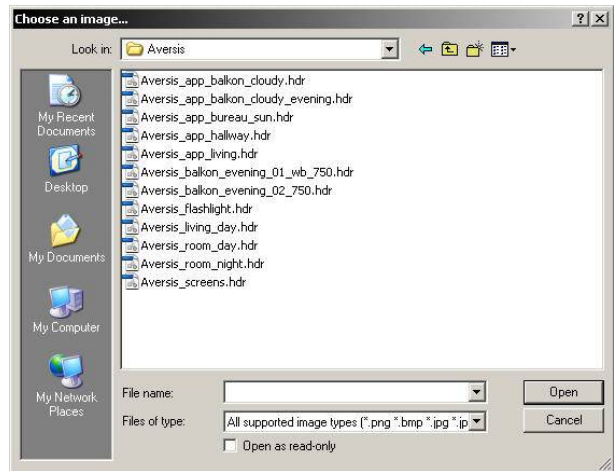 Choose an image...
Look in:
Aversis
My Recent
Documents
Desktop
My Documents
My Computer
My Network
Places
Aversis_app_balkon_cloudy.hdr
Aversis_app_balkon_cloudy_evening.hdr
Aversis_app_bureau_sun.hdr
Aversis_app_hallway.hdr
Aversis_app_living.hdr
Aversis_balkon_evening_01_wb_750.hdr
Aversis_balkon_evening_02_750.hdr
Aversis_flashlight.hdr
Aversis_living_day.hdr
Aversis_room_day.hdr
Aversis_room_night.hdr
Aversis_screens.hdr
File name:
Open
Files of type:
All supported image types (*.png *.bmp *.jpg *.jp
Cancel
Open as read-only